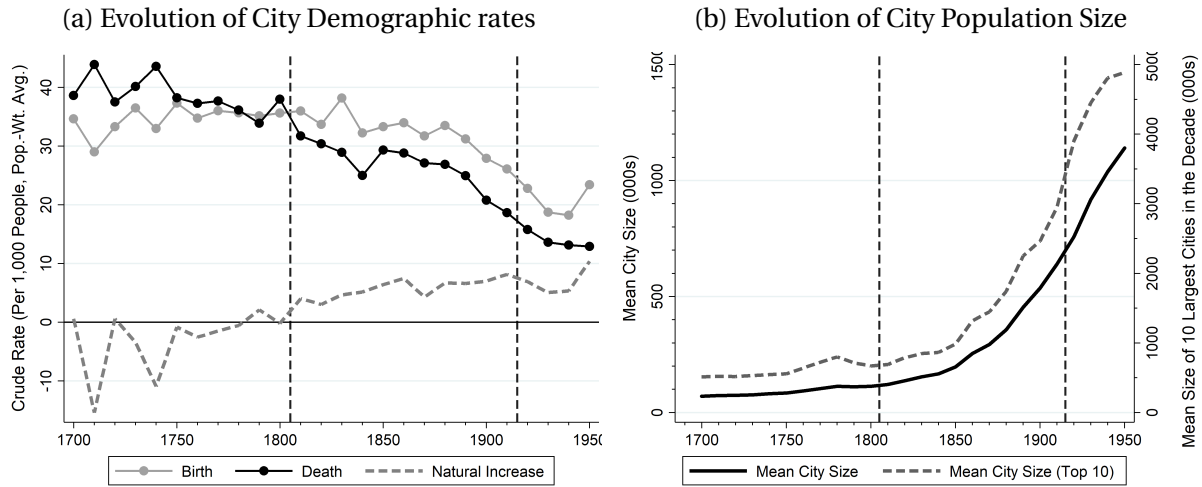 (a) Evolution of City Demographic rates
Crude Rate (Per 1,000 People, Pop.-Wt. Avg.)
40
30
20
10
0
-10
1700 1750 1800 1850 1900 1950
Birth Death Natural Increase
(b) Evolution of City Population Size
Mean City Size (000s)
1500
1000
500
0
Mean Size of 10 Largest Cities in the Decade (000s)
5000
4000
3000
2000
1000
0
1700 1750 1800 1850 1900 1950
Mean City Size Mean City Size (Top 10)